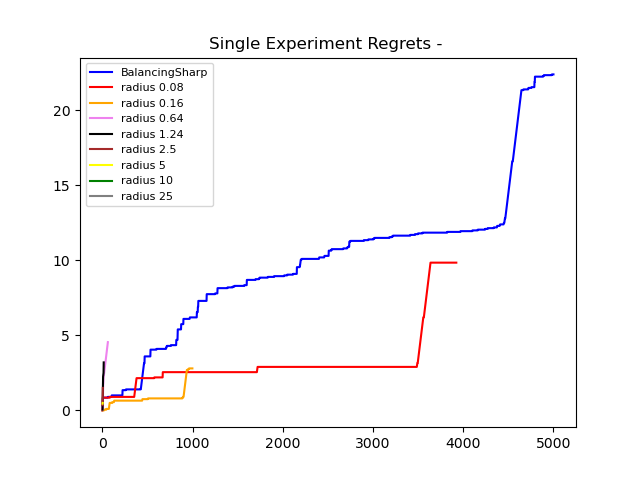 Single Experiment Regrets -
BalancingSharp
radius 0.08
radius 0.16
radius 0.64
radius 1.24
radius 2.5
radius 5
radius 10
radius 25
20
15
10
5
0
0 1000 2000 3000 4000 5000